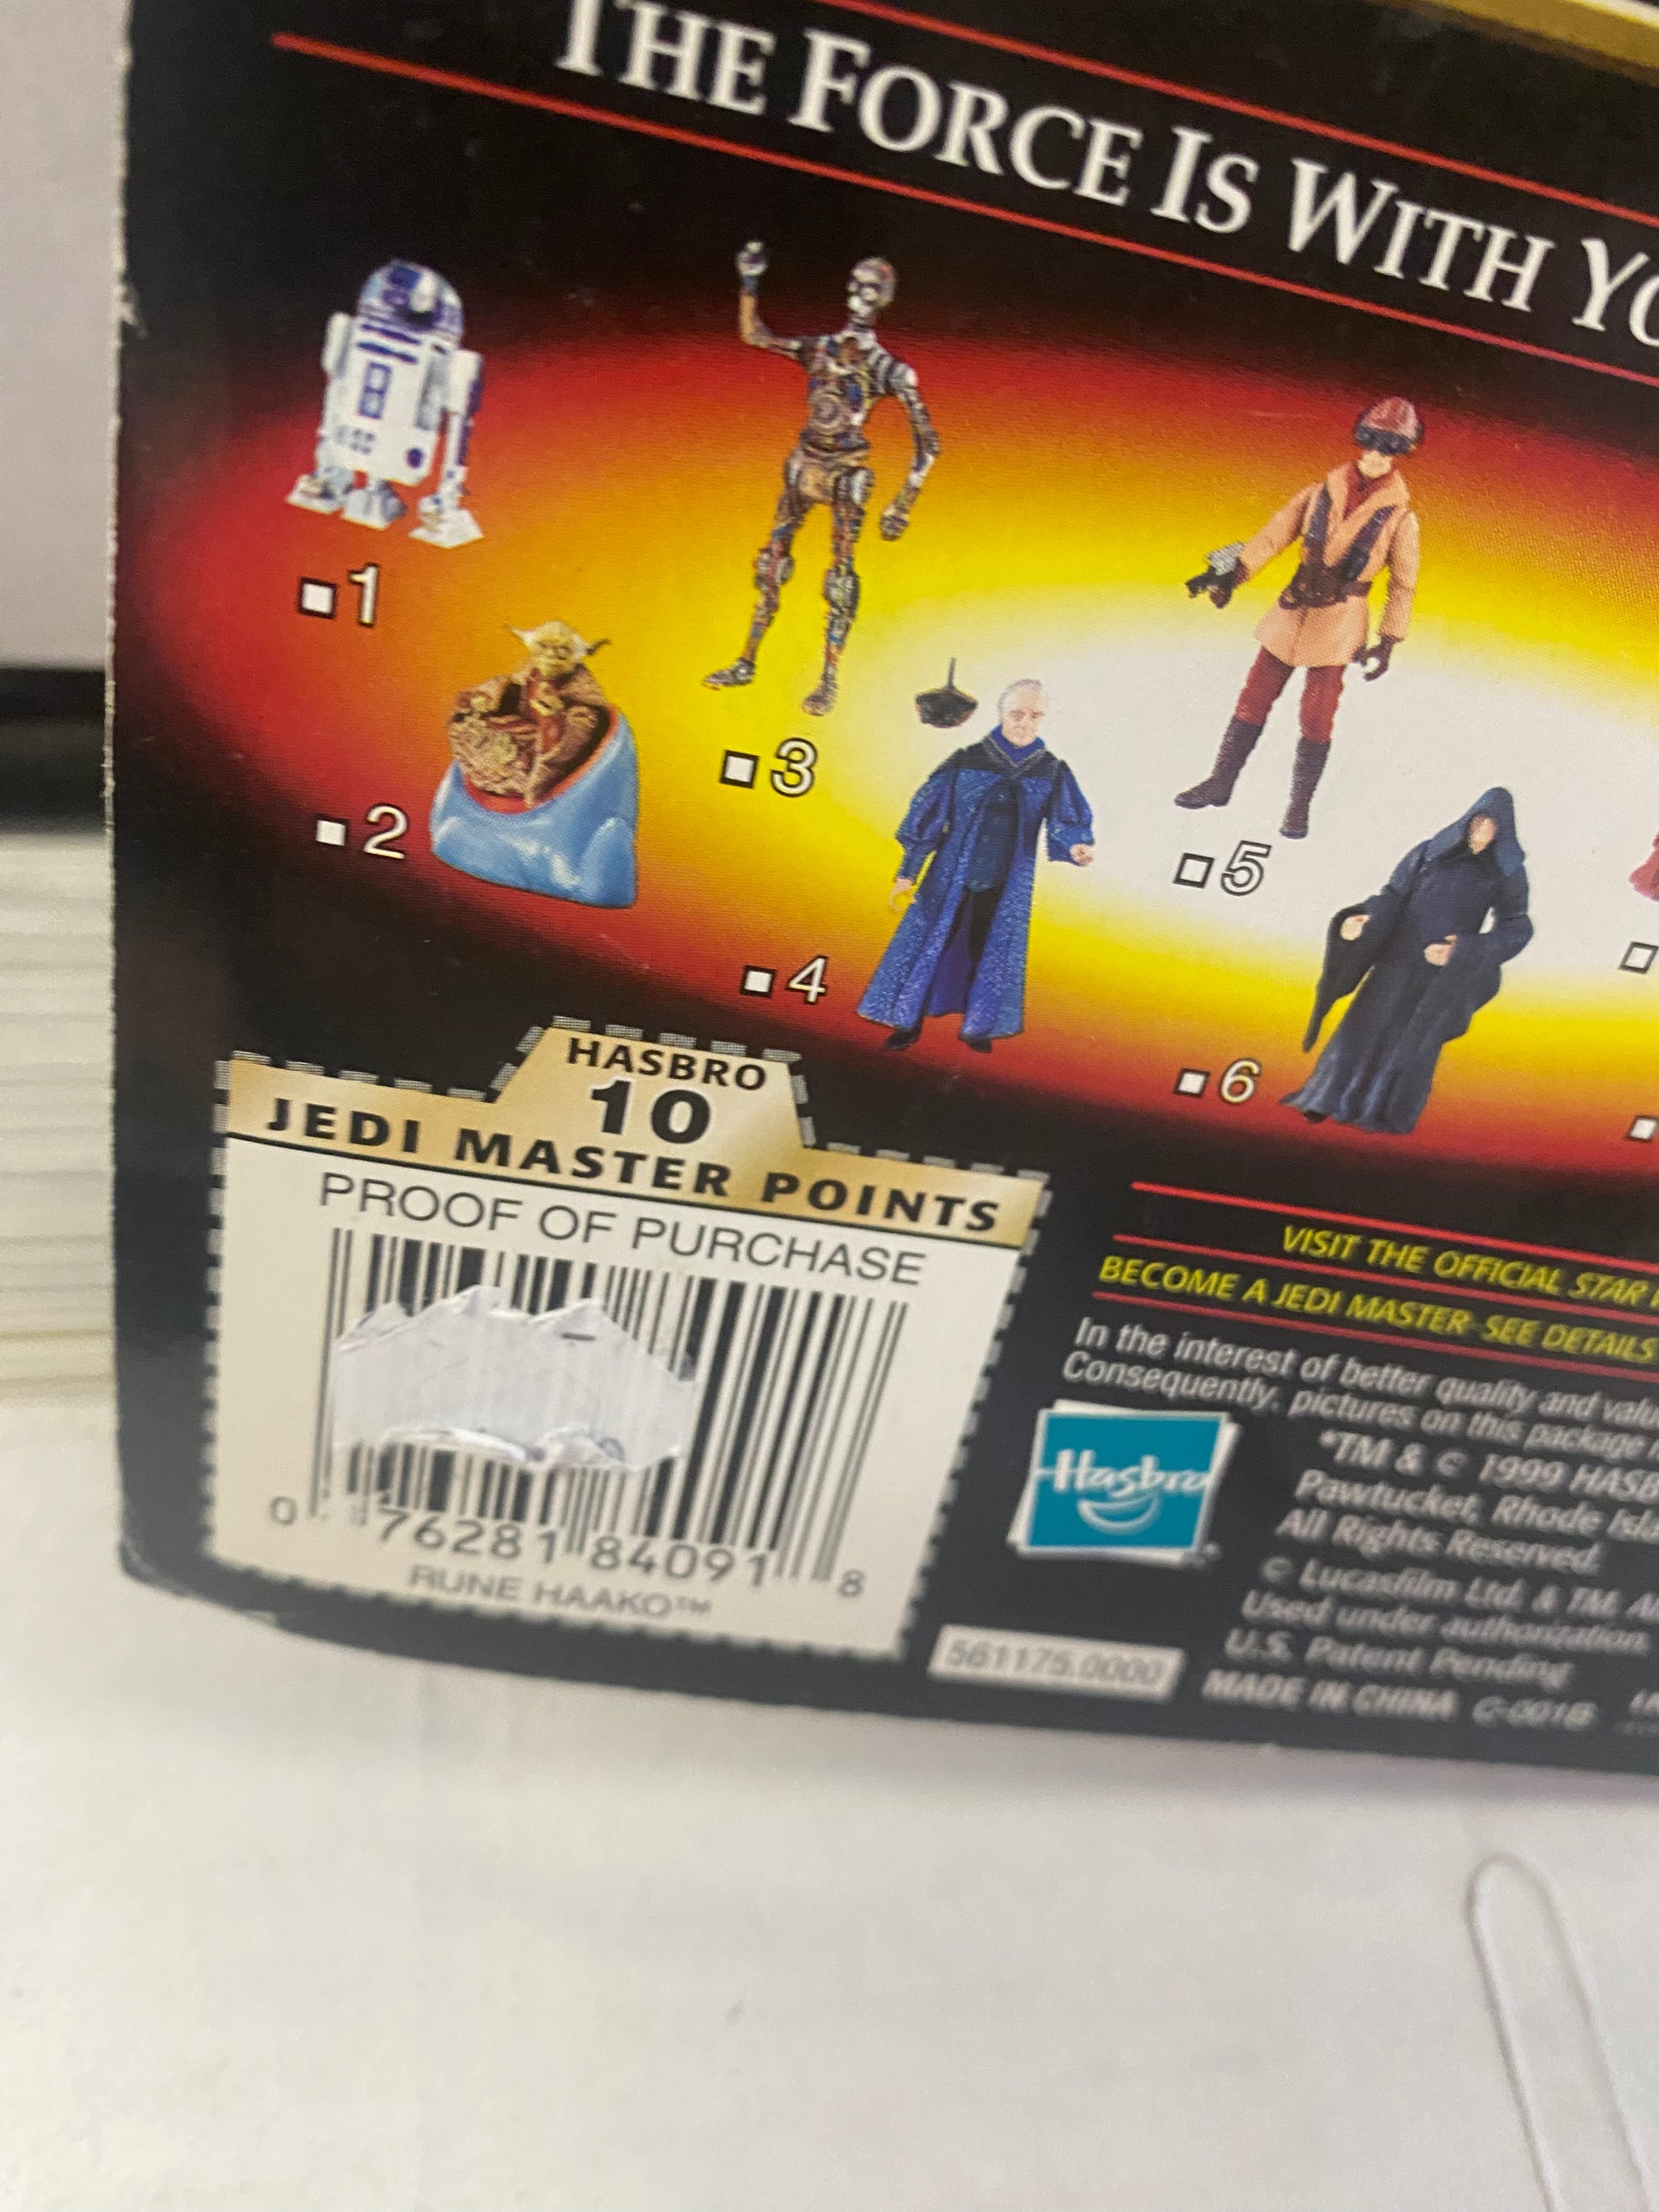 THE FORCE IS WITH YO
1
2
3
4
5
6
HASBRO
10
JEDI MASTER POINTS
PROOF OF PURCHASE
0 76281 84091 8
RUNE HAAKO™
561175.0000
VISIT THE OFFICIAL STAR
BECOME A JEDI MASTER-SEE DETAILS
In the interest of better quality and valu
Consequently, pictures on this package
Hasbro
*TM & © 1999 HASB
Pawtucket, Rhode Isla
All Rights Reserved.
© Lucasfilm Ltd. & TM. Al
Used under authorization.
U.S. Patent Pending
MADE IN CHINA